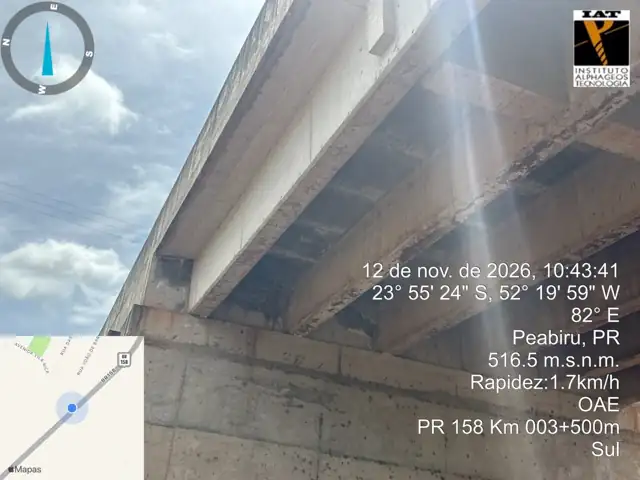 IAT
INSTITUTO
ALPHAGEOS
TECNOLOGIA
N
E
S
W
12 de nov. de 2026, 10:43:41
23° 55' 24" S, 52° 19' 59" W
82° E
Peabiru, PR
516.5 m.s.n.m.
Rapidez:1.7km/h
OAE
PR 158 Km 003+500m
Sul
158
Mapas